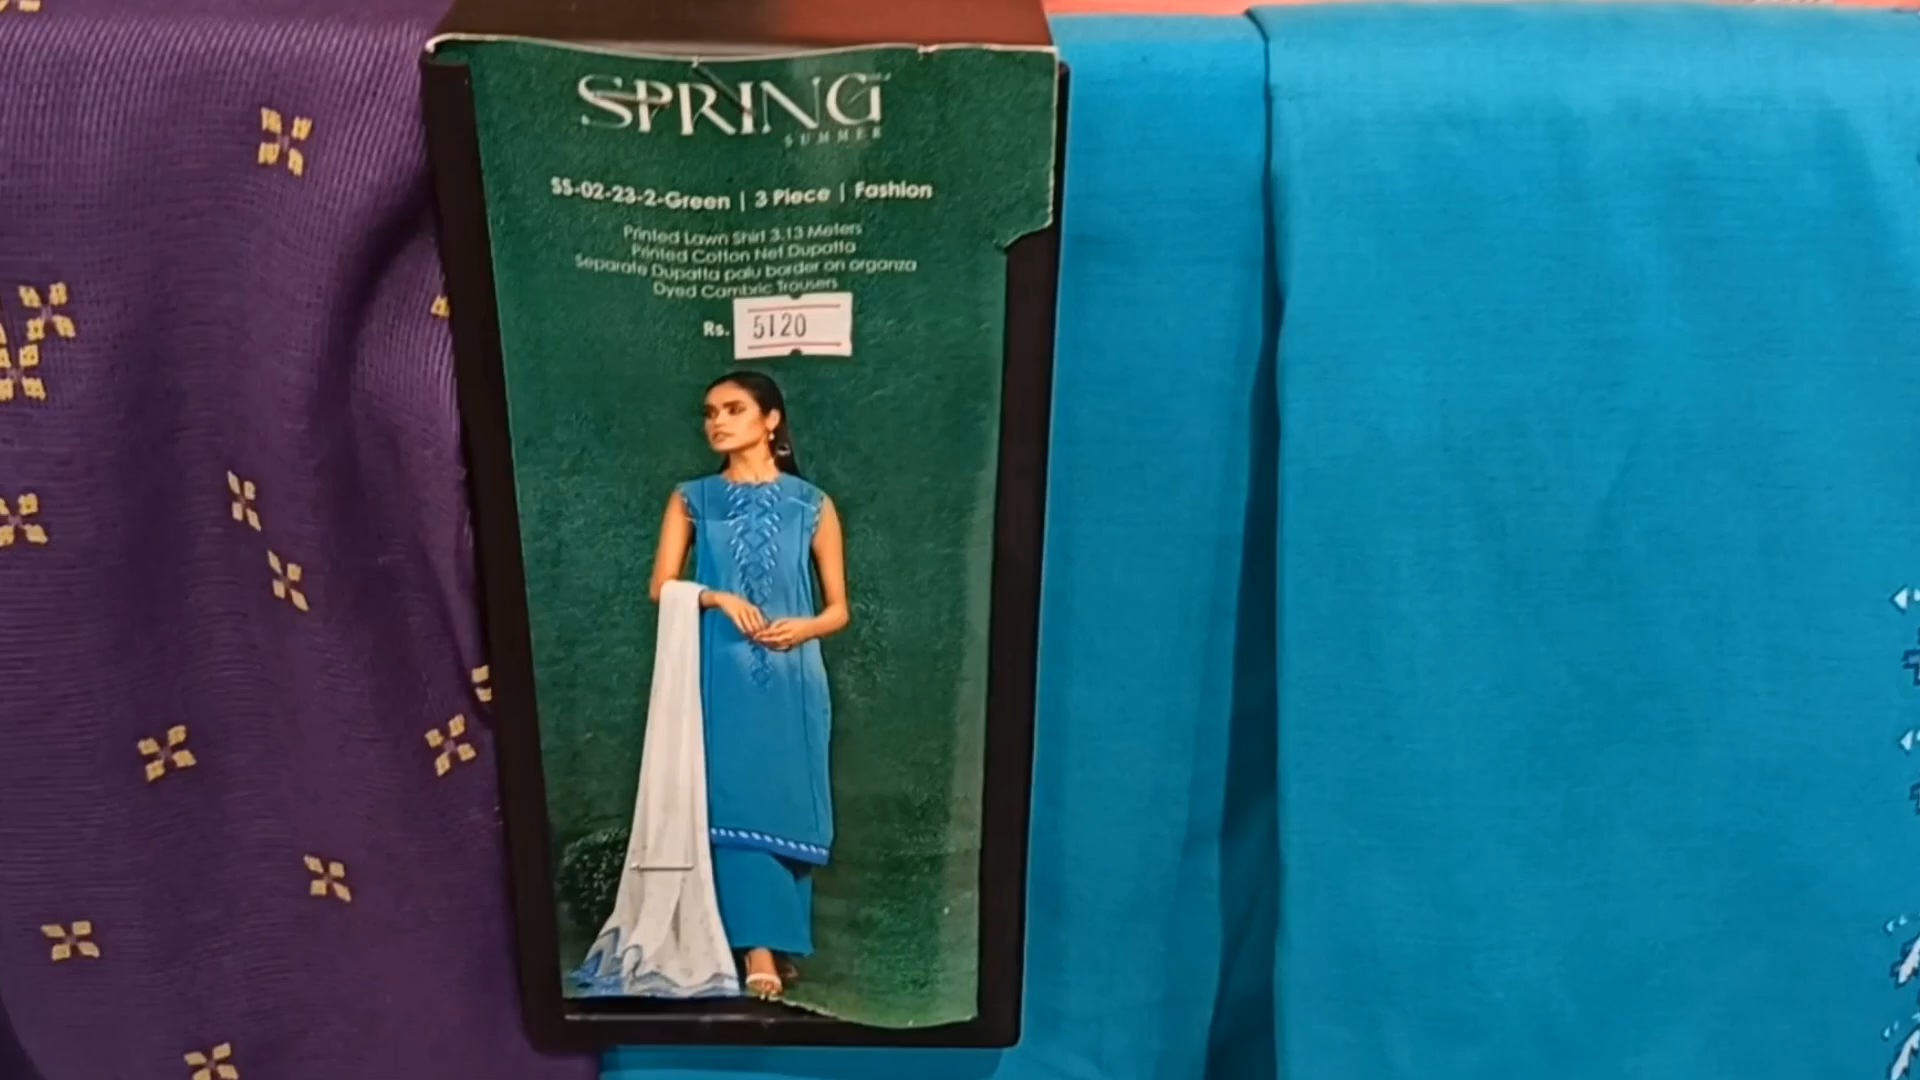 SPRING
SUMMER
SS-02-23-2-Green | 3 Piece | Fashion
Printed Lawn Shirt 3.13 Meters
Printed Cotton Net Dupatta
Separate Dupatta palu border on organza
Dyed Cambric Trousers
Rs. 5120